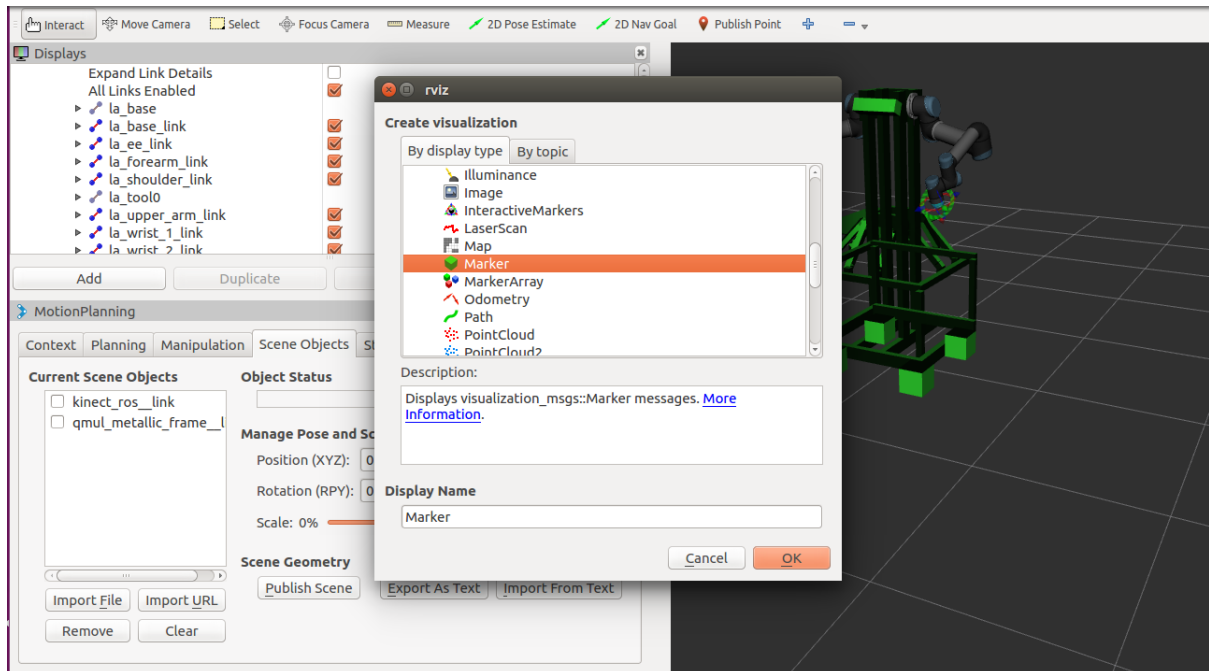 Interact Move Camera Select Focus Camera Measure 2D Pose Estimate 2D Nav Goal Publish Point
Displays
Expand Link Details
All Links Enabled
la_base
la_base_link
la_ee_link
la_forearm_link
la_shoulder_link
la_tool0
la_upper_arm_link
la_wrist_1_link
la_wrist_2_link
Add Duplicate
MotionPlanning
Context Planning Manipulation Scene Objects St
Current Scene Objects Object Status
kinect_ros__link
qmul_metallic_frame__l
Manage Pose and Sc
Position (XYZ): 0
Rotation (RPY): 0
Scale: 0%
Scene Geometry
Publish Scene Export As Text Import From Text
Import File Import URL
Remove Clear
rviz
Create visualization
By display type By topic
Illuminance
Image
InteractiveMarkers
LaserScan
Map
Marker
MarkerArray
Odometry
Path
PointCloud
PointCloud2
Description:
Displays visualization_msgs::Marker messages. More
Information.
Display Name
Marker
Cancel OK